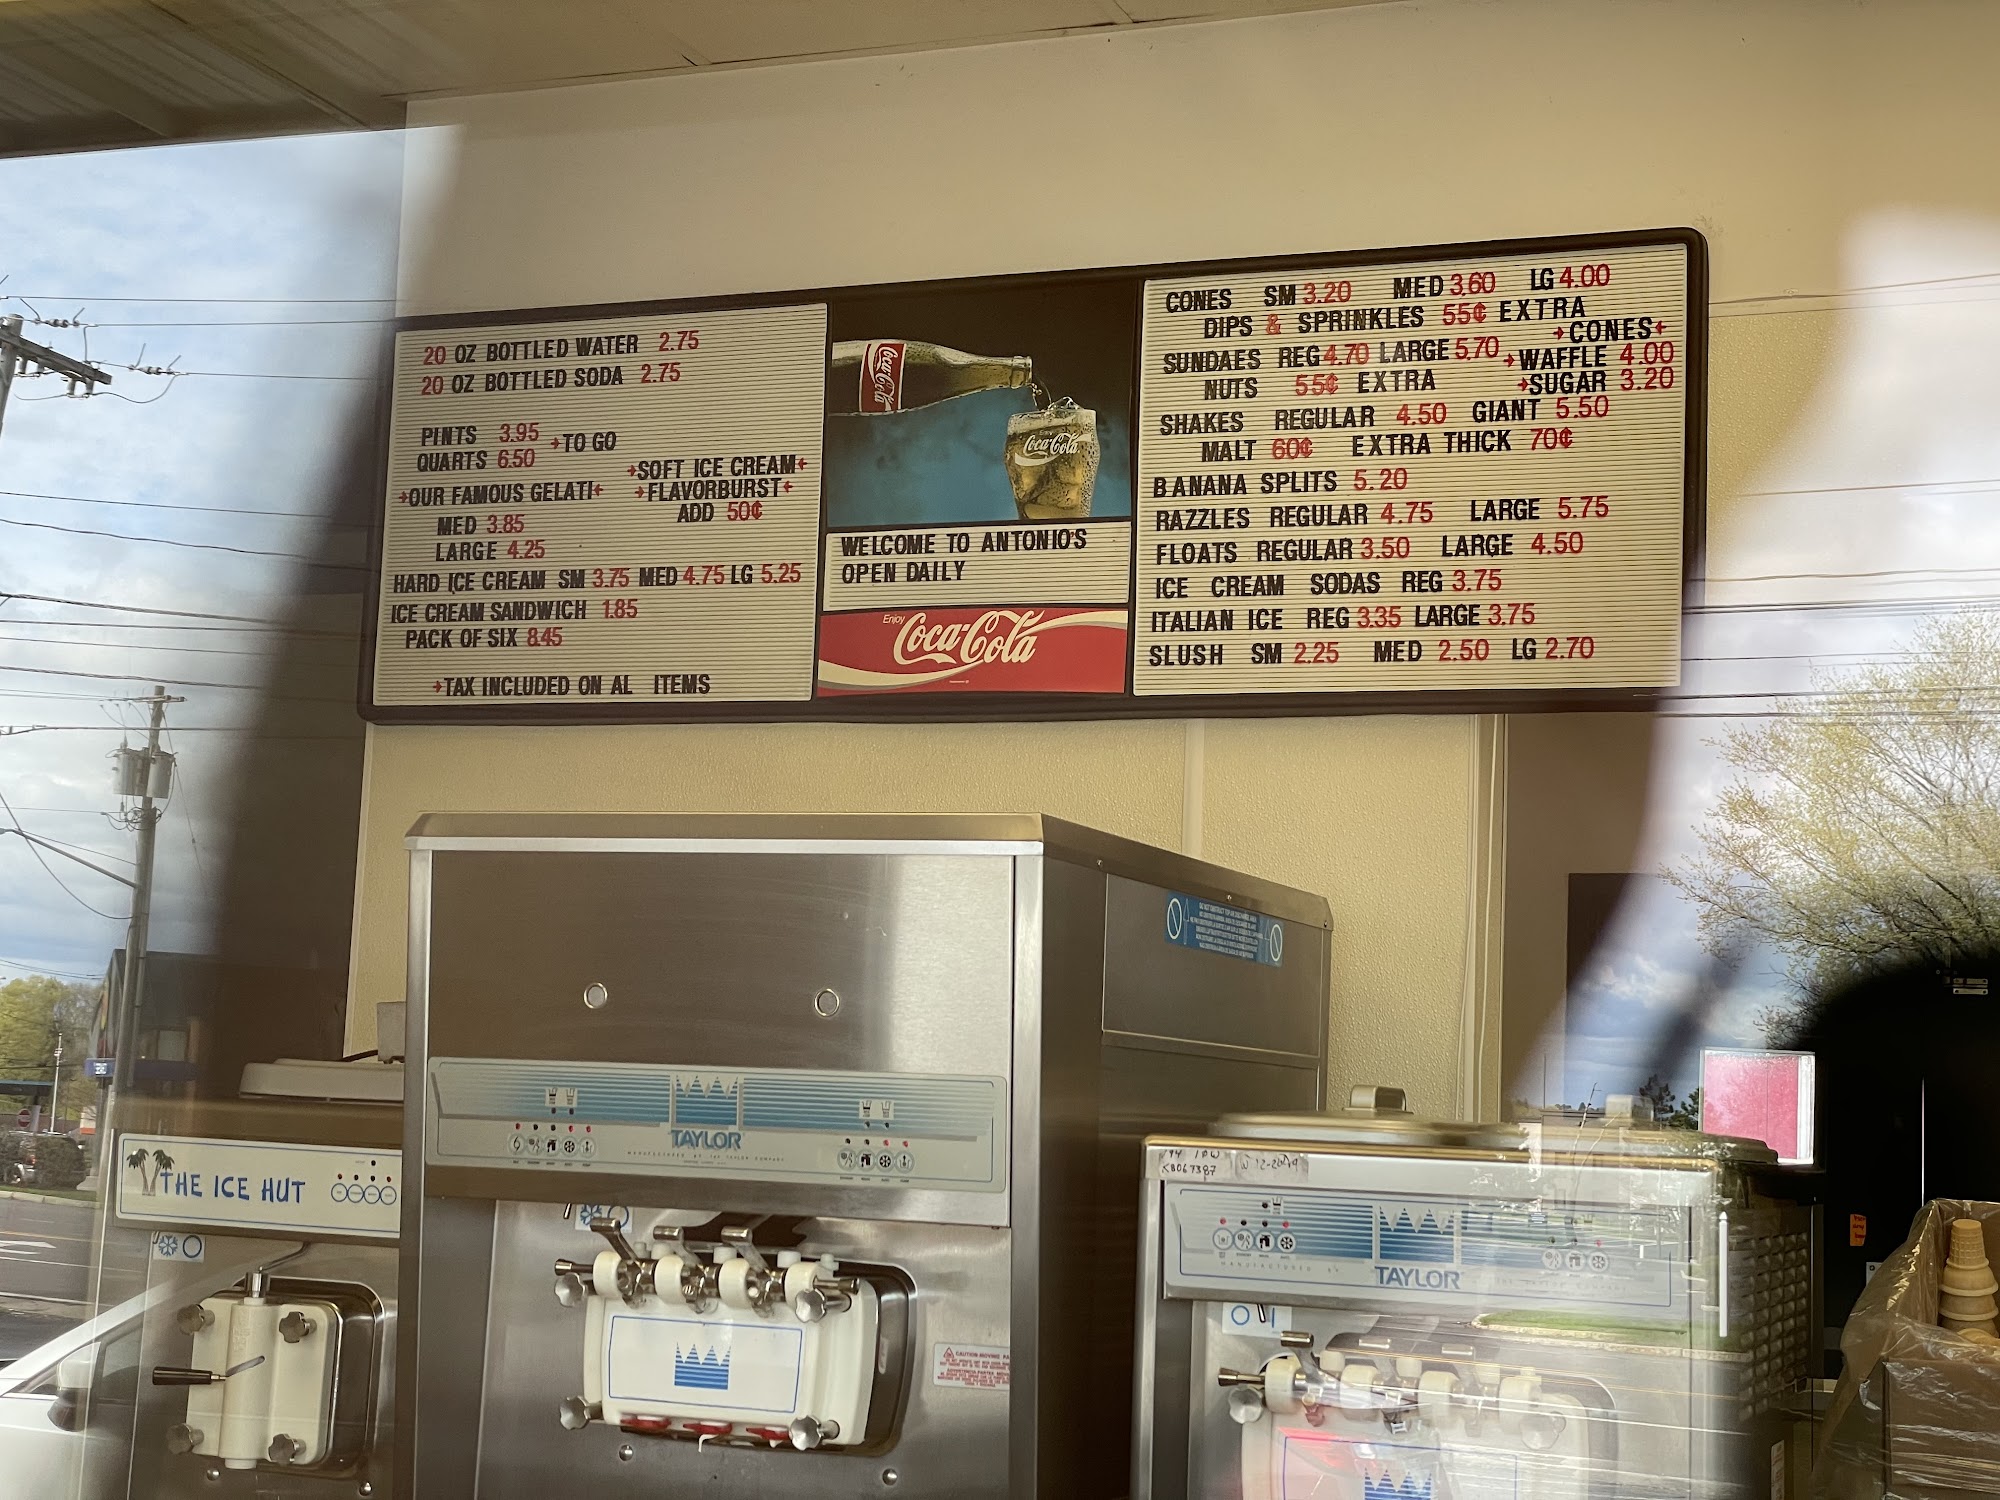 20 OZ BOTTLED WATER 2.75
20 OZ BOTTLED SODA 2.75
PINTS 3.95
QUARTS 6.50
→TO GO
→SOFT ICE CREAM←
→FLAVORBURST←
ADD 50¢
→OUR FAMOUS GELATI←
MED 3.85
LARGE 4.25
HARD ICE CREAM SM 3.75 MED 4.75 LG 5.25
ICE CREAM SANDWICH 1.85
PACK OF SIX 8.45
→TAX INCLUDED ON AL ITEMS
Coca-Cola
Enjoy
Coca-Cola
WELCOME TO ANTONIO'S
OPEN DAILY
Enjoy
Coca-Cola
CONES SM 3.20 MED 3.60 LG 4.00
DIPS & SPRINKLES 55¢ EXTRA
→CONES←
SUNDAES REG 4.70 LARGE 5.70
→WAFFLE 4.00
NUTS 55¢ EXTRA
→SUGAR 3.20
SHAKES REGULAR 4.50 GIANT 5.50
MALT 60¢ EXTRA THICK 70¢
BANANA SPLITS 5.20
RAZZLES REGULAR 4.75 LARGE 5.75
FLOATS REGULAR 3.50 LARGE 4.50
ICE CREAM SODAS REG 3.75
ITALIAN ICE REG 3.35 LARGE 3.75
SLUSH SM 2.25 MED 2.50 LG 2.70
THE ICE HUT
TAYLOR
TAYLOR